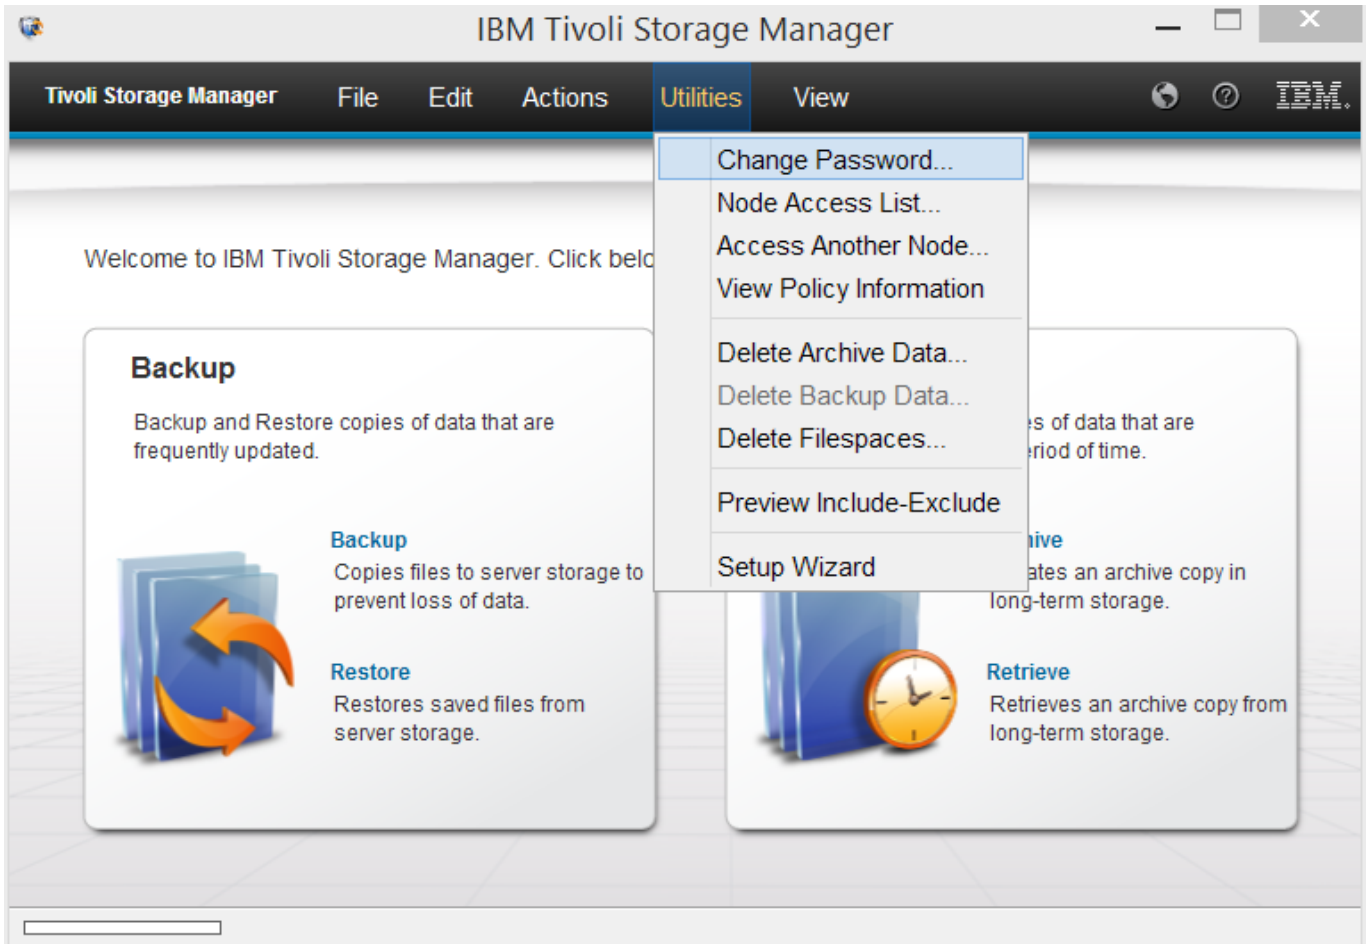 IBM Tivoli Storage Manager
Tivoli Storage Manager File Edit Actions Utilities View IBM.
Change Password...
Node Access List...
Access Another Node...
View Policy Information
Delete Archive Data...
Delete Backup Data...
Delete Filespaces...
Preview Include-Exclude
Setup Wizard
Welcome to IBM Tivoli Storage Manager. Click
Backup
Backup and Restore copies of data that are
frequently updated.
Backup
Copies files to server storage to
prevent loss of data.
Restore
Restores saved files from
server storage.
of data that are
of time.
an archive copy in
long-term storage.
Retrieve
Retrieves an archive copy from
long-term storage.